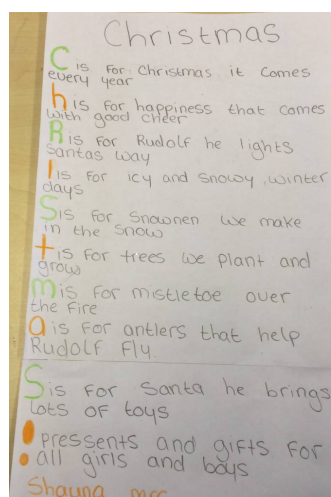 Christmas
C is for Christmas it comes
every year
h is for happiness that comes
with good cheer
R is for Rudolf he lights
Santas way
I is for icy and snowy winter
days
S is for Snownen we make
in the snow
t is for trees we plant and
grow
m is for mistletoe over
the fire
a is for antlers that help
Rudolf fly
S is for Santa he brings
lots of toys
! pressents and gifts for
all girls and boys
Shauna mcc